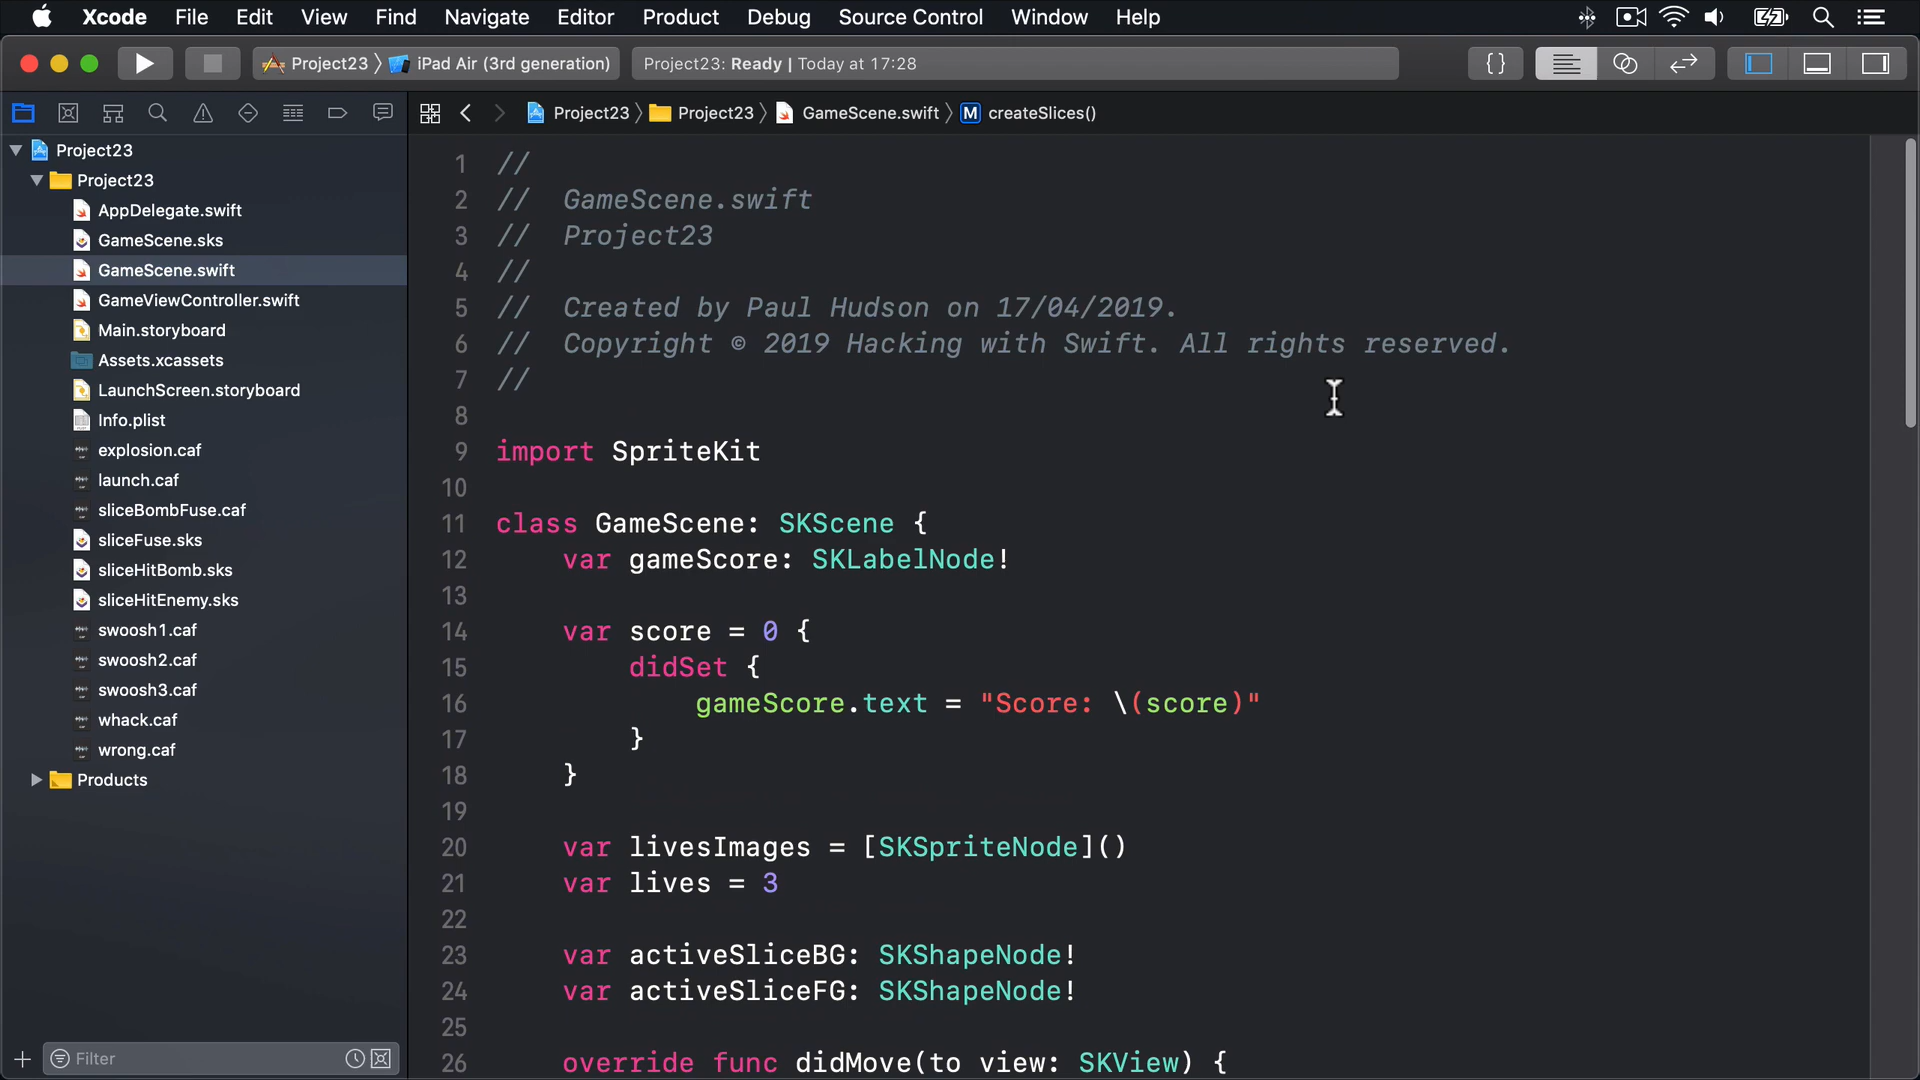 Xcode File Edit View Find Navigate Editor Product Debug Source Control Window Help
Project23 〉 iPad Air (3rd generation)
Project23: Ready | Today at 17:28
{}
Project23 〉 Project23 〉 GameScene.swift 〉 M createSlices()
Project23
Project23
AppDelegate.swift
GameScene.sks
GameScene.swift
GameViewController.swift
Main.storyboard
Assets.xcassets
LaunchScreen.storyboard
Info.plist
explosion.caf
launch.caf
sliceBombFuse.caf
sliceFuse.sks
sliceHitBomb.sks
sliceHitEnemy.sks
swoosh1.caf
swoosh2.caf
swoosh3.caf
whack.caf
wrong.caf
Products
Filter
1 //
2 // GameScene.swift
3 // Project23
4 //
5 // Created by Paul Hudson on 17/04/2019.
6 // Copyright © 2019 Hacking with Swift. All rights reserved.
7 //
8
9 import SpriteKit
10
11 class GameScene: SKScene {
12 var gameScore: SKLabelNode!
13
14 var score = 0 {
15 didSet {
16 gameScore.text = "Score: \(score)"
17 }
18 }
19
20 var livesImages = [SKSpriteNode]()
21 var lives = 3
22
23 var activeSliceBG: SKShapeNode!
24 var activeSliceFG: SKShapeNode!
25
26 override func didMove(to view: SKView) {